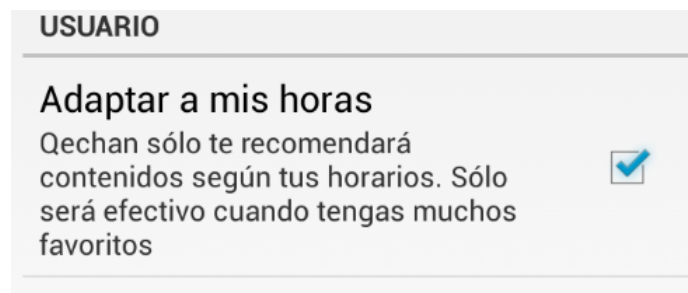 USUARIO
Adaptar a mis horas
Qechan sólo te recomendará
contenidos según tus horarios. Sólo
será efectivo cuando tengas muchos
favoritos